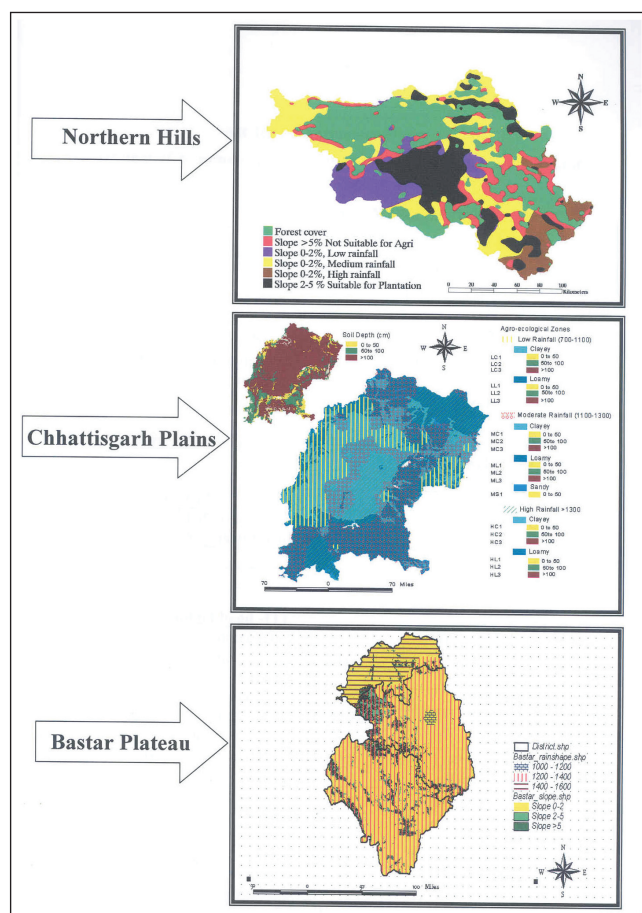 Northern Hills
N
W
E
S
Forest cover
Slope >5% Not Suitable for Agri
Slope 0-2%, Low rainfall
Slope 0-2%, Medium rainfall
Slope 0-2%, High rainfall
Slope 2-5 % Suitable for Plantation
0 20 40 60 80 100
Kilometers
Chhattisgarh Plains
Soil Depth (cm)
0 to 50
50to 100
>100
N
W
E
S
70 0 70 Miles
Agro-ecological Zones
Low Rainfall (700-1100)
Clayey
LC1 0 to 50
LC2 50to 100
LC3 >100
Loamy
LL1 0 to 50
LL2 50to 100
LL3 >100
Moderate Rainfall (1100-1300)
Clayey
MC1 0 to 50
MC2 50to 100
MC3 >100
Loamy
ML1 0 to 50
ML2 50to 100
ML3 >100
Sandy
MS1 0 to 50
High Rainfall >1300
Clayey
HC1 0 to 50
HC2 50to 100
HC3 >100
Loamy
HL1 0 to 50
HL2 50to 100
HL3 >100
Bastar Plateau
District.shp
Bastar_rainshape.shp
1000 - 1200
1200 - 1400
1400 - 1600
Bastar_slope.shp
Slope 0-2
Slope 2-5
Slope >5
N
W
E
S
Miles